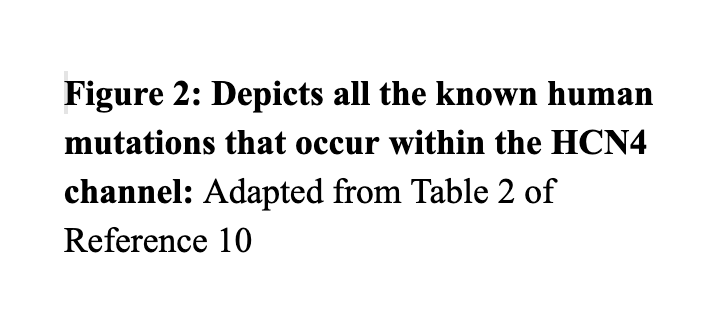 Figure 2: Depicts all the known human
mutations that occur within the HCN4
channel: Adapted from Table 2 of
Reference 10